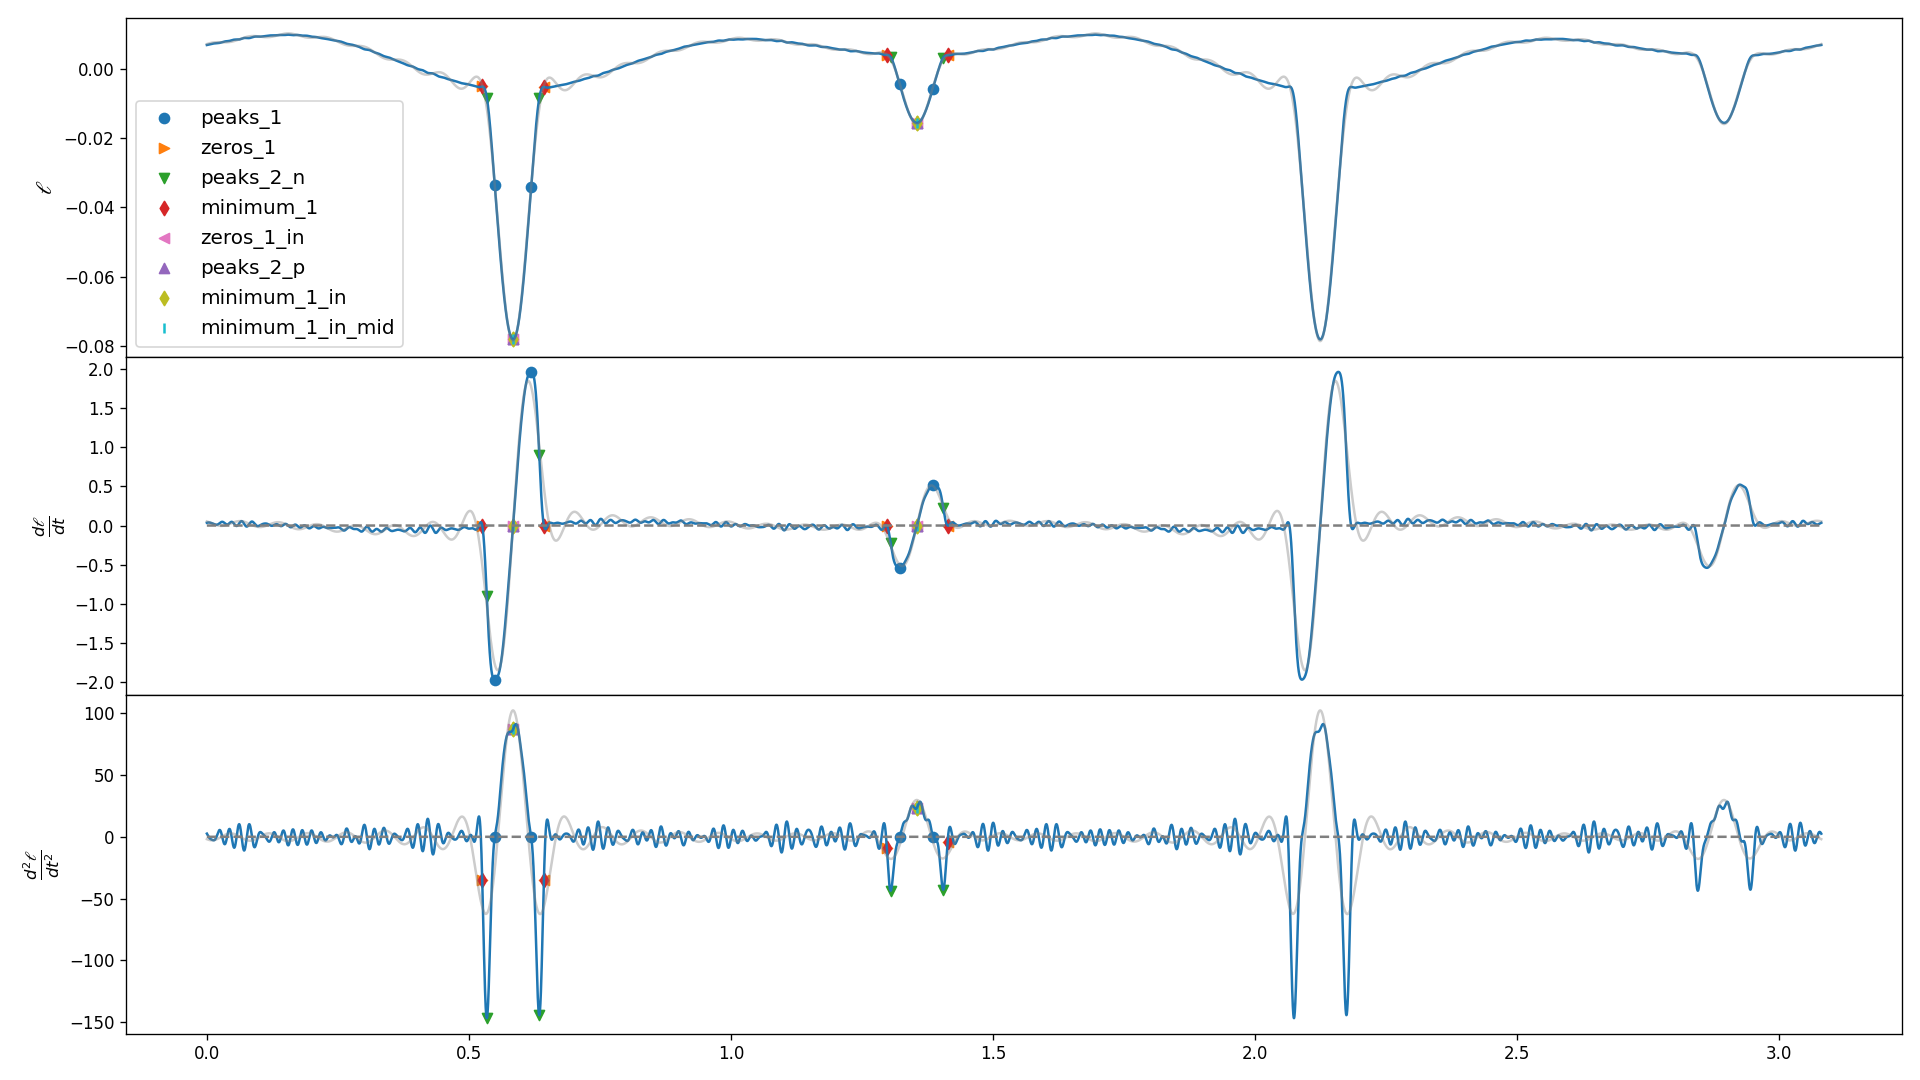 0.00
−0.02
−0.04
−0.06
−0.08
ℓ
peaks_1
zeros_1
peaks_2_n
minimum_1
zeros_1_in
peaks_2_p
minimum_1_in
minimum_1_in_mid
2.0
1.5
1.0
0.5
0.0
−0.5
−1.0
−1.5
−2.0
dℓ
dt
100
50
0
−50
−100
−150
d²ℓ
dt²
0.0 0.5 1.0 1.5 2.0 2.5 3.0